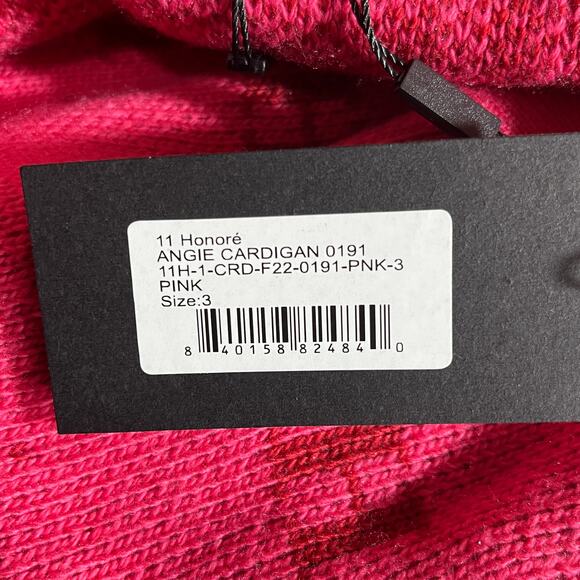 11 Honoré
ANGIE CARDIGAN 0191
11H-1-CRD-F22-0191-PNK-3
PINK
Size:3
8 40158 82484 0